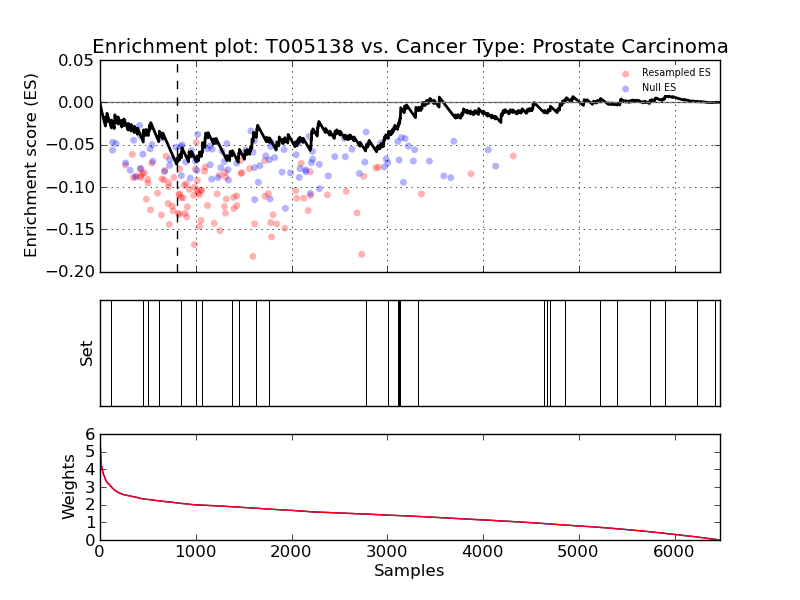 Enrichment plot: T005138 vs. Cancer Type: Prostate Carcinoma
0.05
0.00
−0.05
−0.10
−0.15
−0.20
Enrichment score (ES)
Resampled ES
Null ES
Set
6
5
4
3
2
1
0
Weights
0 1000 2000 3000 4000 5000 6000
Samples